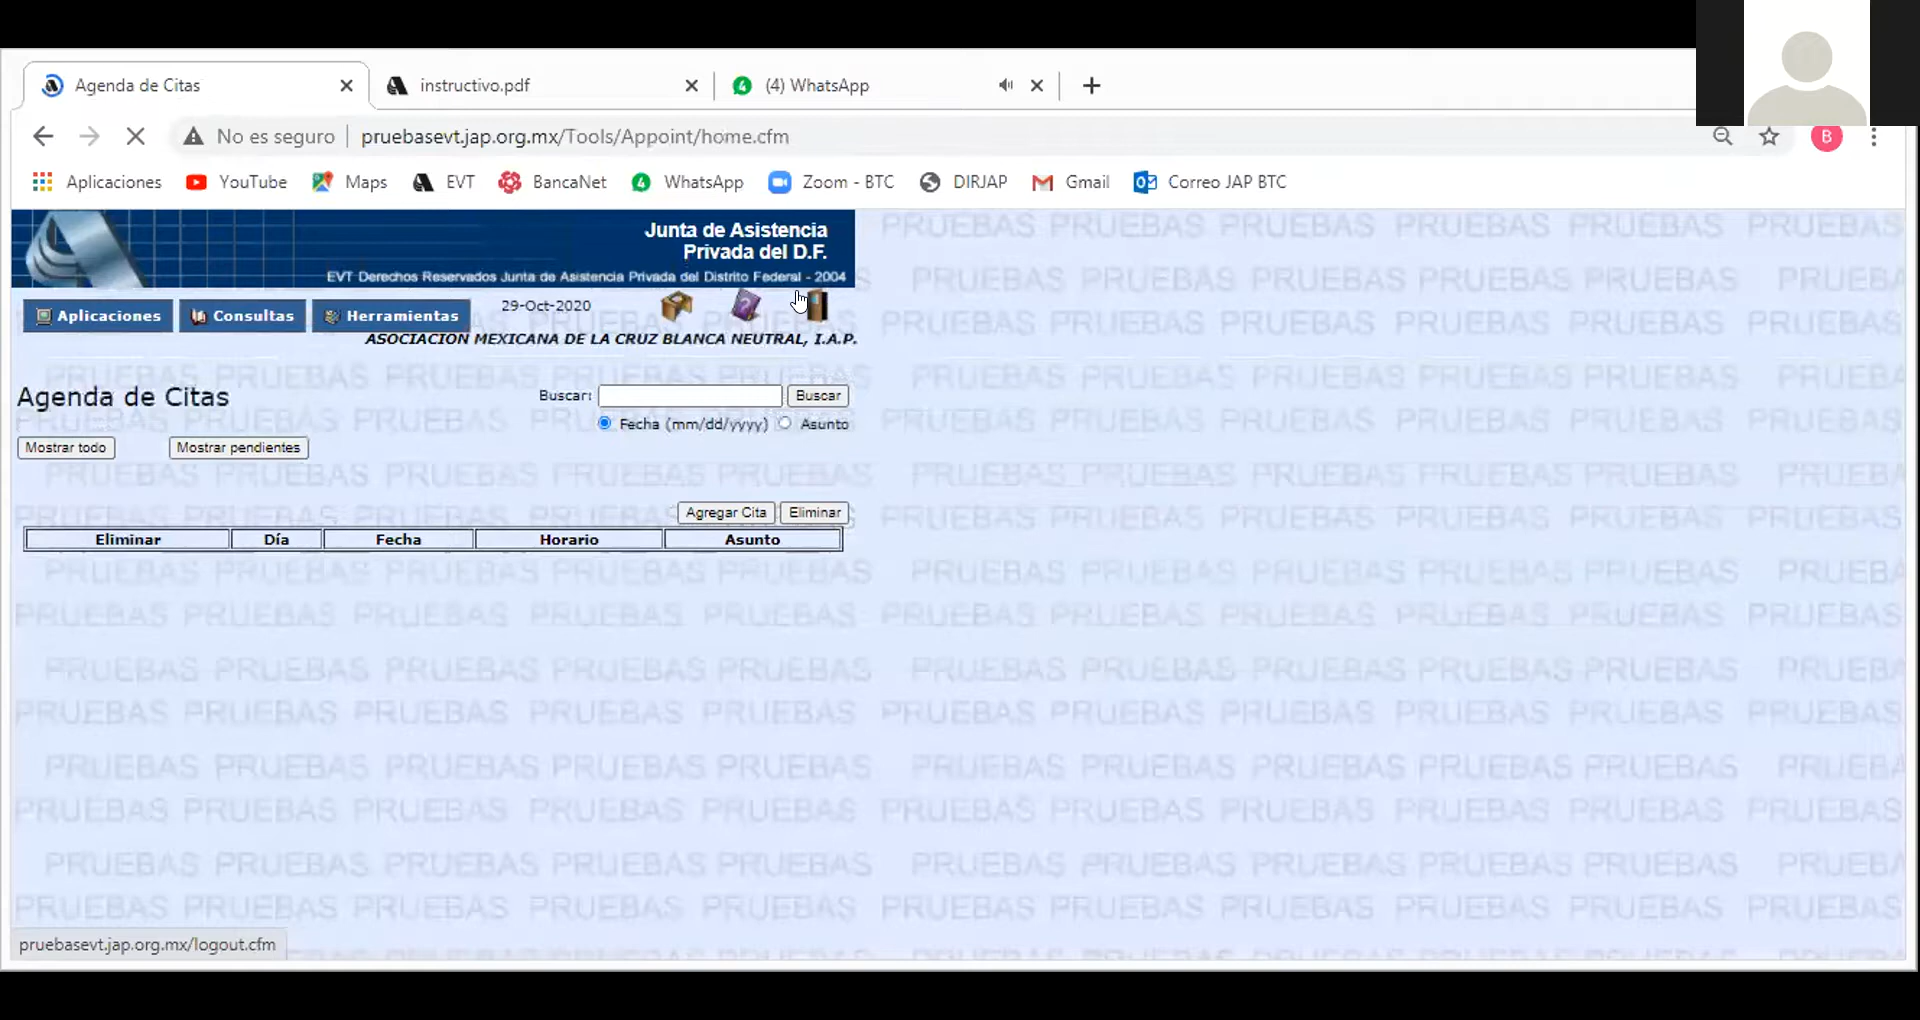 Agenda de Citas
instructivo.pdf
4 (4) WhatsApp
No es seguro pruebasevt.jap.org.mx/Tools/Appoint/home.cfm
B
Aplicaciones YouTube Maps EVT BancaNet 4 WhatsApp Zoom - BTC DIRJAP Gmail Correo JAP BTC
Junta de Asistencia
Privada del D.F.
EVT Derechos Reservados Junta de Asistencia Privada del Distrito Federal - 2004
Aplicaciones Consultas Herramientas 29-Oct-2020
ASOCIACION MEXICANA DE LA CRUZ BLANCA NEUTRAL, I.A.P.
Agenda de Citas Buscar: Buscar
Fecha (mm/dd/yyyy) Asunto
Mostrar todo Mostrar pendientes
Agregar Cita Eliminar
Eliminar Día Fecha Horario Asunto
PRUEBAS PRUEBAS PRUEBAS PRUEBAS PRUEBAS
pruebasevt.jap.org.mx/logout.cfm